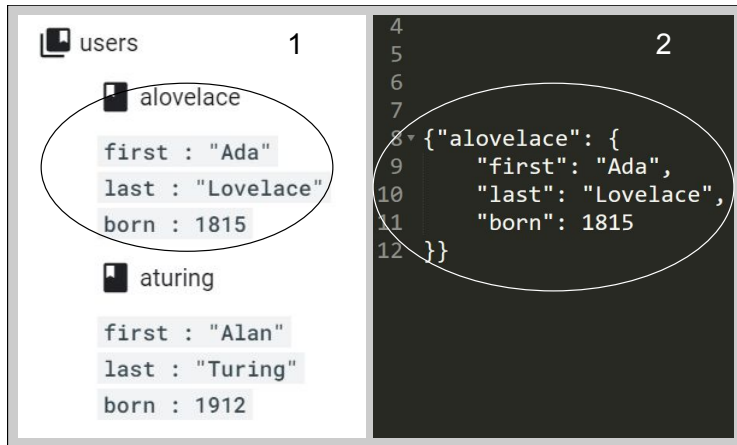 users 1
alovelace
first : "Ada"
last : "Lovelace"
born : 1815
aturing
first : "Alan"
last : "Turing"
born : 1912
2
4
5
6
7
8 {"alovelace": {
9 "first": "Ada",
10 "last": "Lovelace",
11 "born": 1815
12 }}